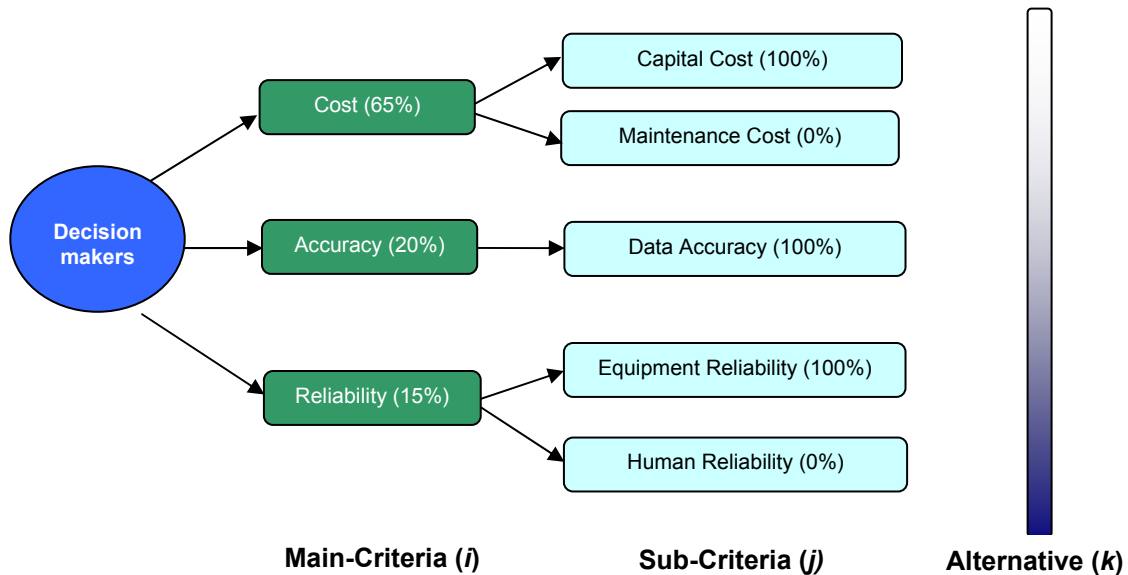 Decision
makers
Cost (65%)
Capital Cost (100%)
Maintenance Cost (0%)
Accuracy (20%)
Data Accuracy (100%)
Reliability (15%)
Equipment Reliability (100%)
Human Reliability (0%)
Main-Criteria (i)
Sub-Criteria (j)
Alternative (k)